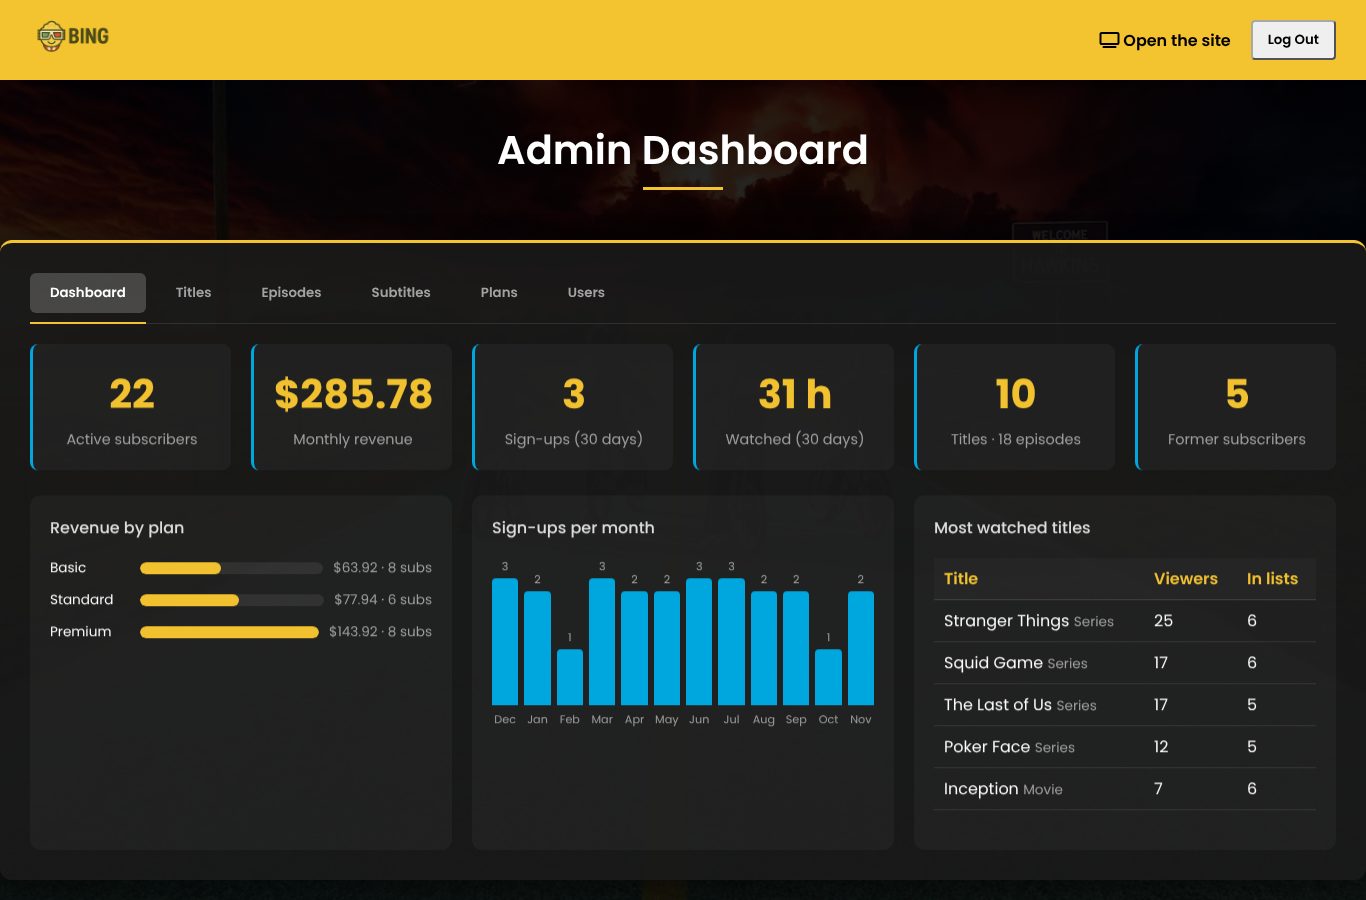 BING
Open the site
Log Out
Admin Dashboard
WELCOME
HAWKINS
Dashboard Titles Episodes Subtitles Plans Users
22
Active subscribers
$285.78
Monthly revenue
3
Sign-ups (30 days)
31 h
Watched (30 days)
10
Titles · 18 episodes
5
Former subscribers
Revenue by plan
Basic $63.92 · 8 subs
Standard $77.94 · 6 subs
Premium $143.92 · 8 subs
Sign-ups per month
3 2 1 3 2 2 3 3 2 2 1 2
Dec Jan Feb Mar Apr May Jun Jul Aug Sep Oct Nov
Most watched titles
Title Viewers In lists
Stranger Things Series 25 6
Squid Game Series 17 6
The Last of Us Series 17 5
Poker Face Series 12 5
Inception Movie 7 6